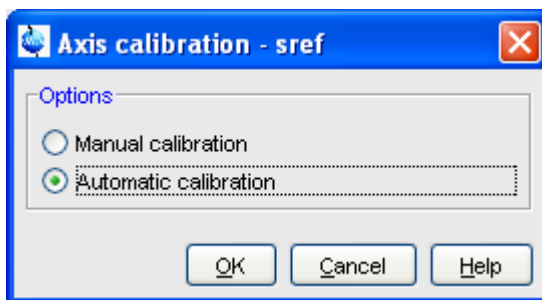 Axis calibration - sref
Options
Manual calibration
Automatic calibration
OK Cancel Help